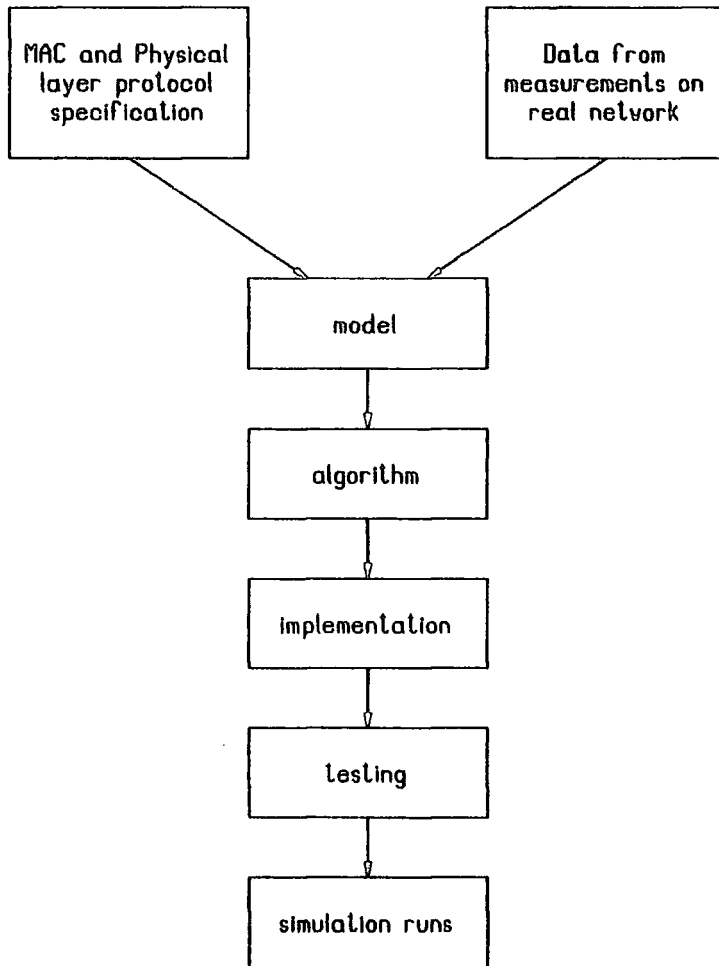 MAC and Physical
layer protocol
specification
Data from
measurements on
real network
model
algorithm
implementation
testing
simulation runs